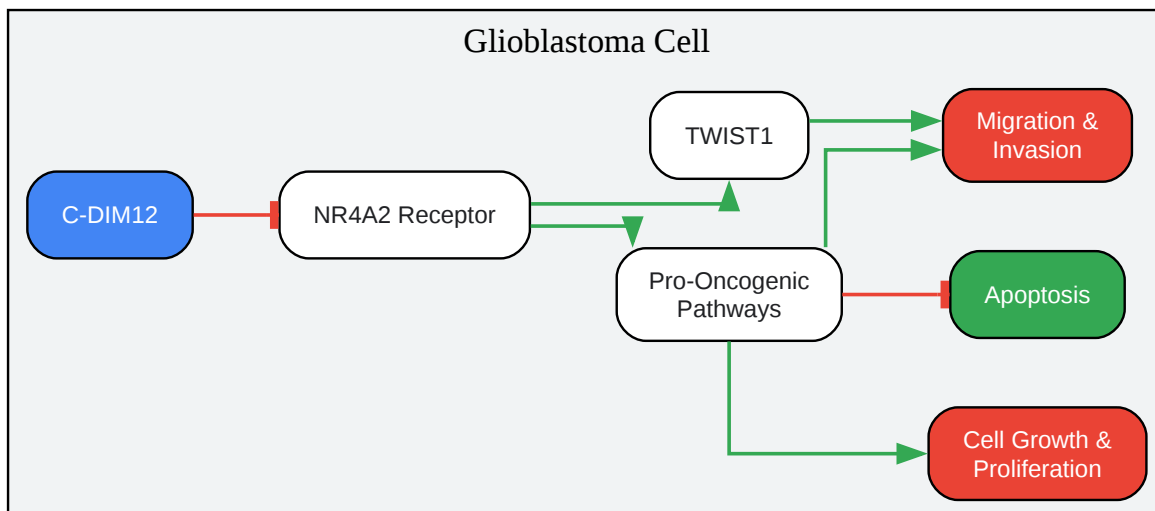 Glioblastoma Cell
C-DIM12
NR4A2 Receptor
TWIST1
Pro-Oncogenic
Pathways
Migration &
Invasion
Apoptosis
Cell Growth &
Proliferation